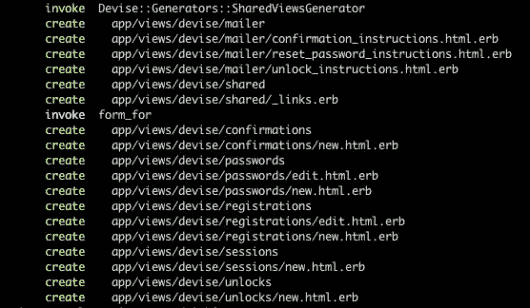 invoke Devise::Generators::SharedViewsGenerator
create app/views/devise/mailer
create app/views/devise/mailer/confirmation_instructions.html.erb
create app/views/devise/mailer/reset_password_instructions.html.erb
create app/views/devise/mailer/unlock_instructions.html.erb
create app/views/devise/shared
create app/views/devise/shared/_links.erb
invoke form_for
create app/views/devise/confirmations
create app/views/devise/confirmations/new.html.erb
create app/views/devise/passwords
create app/views/devise/passwords/edit.html.erb
create app/views/devise/passwords/new.html.erb
create app/views/devise/registrations
create app/views/devise/registrations/edit.html.erb
create app/views/devise/registrations/new.html.erb
create app/views/devise/sessions
create app/views/devise/sessions/new.html.erb
create app/views/devise/unlocks
create app/views/devise/unlocks/new.html.erb